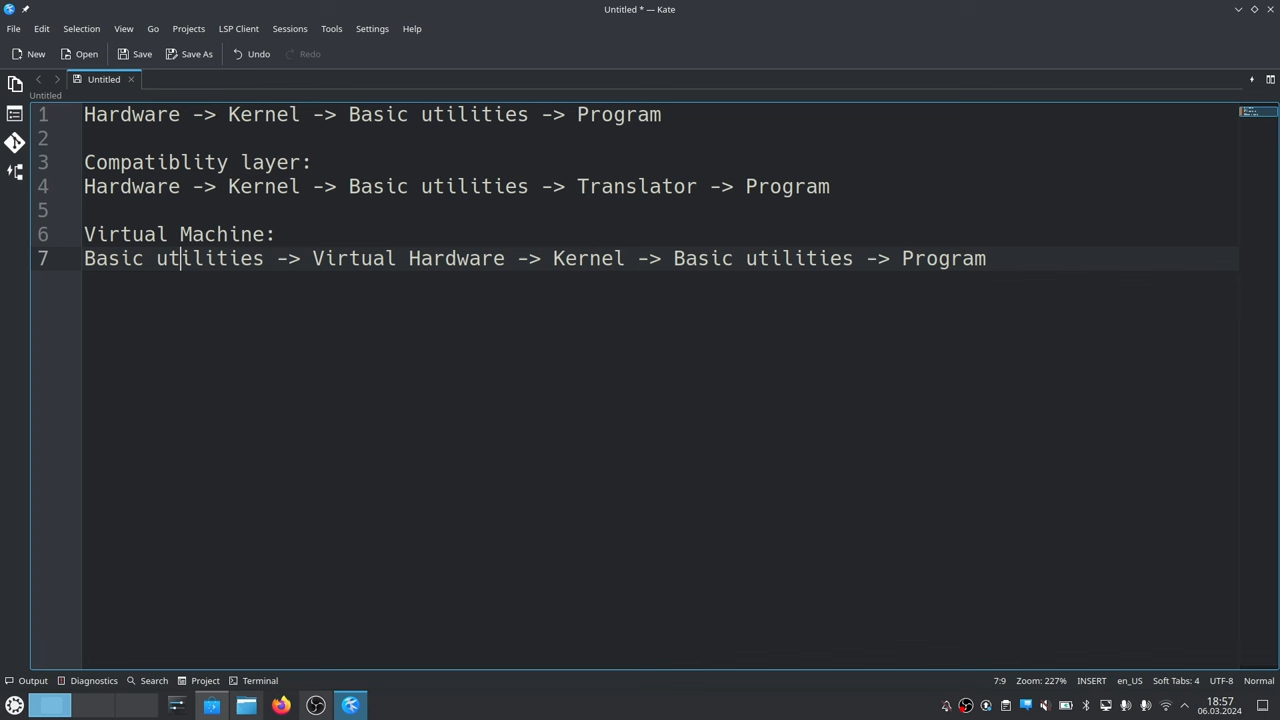 Untitled * — Kate
File Edit Selection View Go Projects LSP Client Sessions Tools Settings Help
New Open Save Save As Undo Redo
Untitled
Untitled
1 Hardware -> Kernel -> Basic utilities -> Program
2
3 Compatiblity layer:
4 Hardware -> Kernel -> Basic utilities -> Translator -> Program
5
6 Virtual Machine:
7 Basic utilities -> Virtual Hardware -> Kernel -> Basic utilities -> Program
Output Diagnostics Search Project Terminal 7:9 Zoom: 227% INSERT en_US Soft Tabs: 4 UTF-8 Normal
18:57
06.03.2024